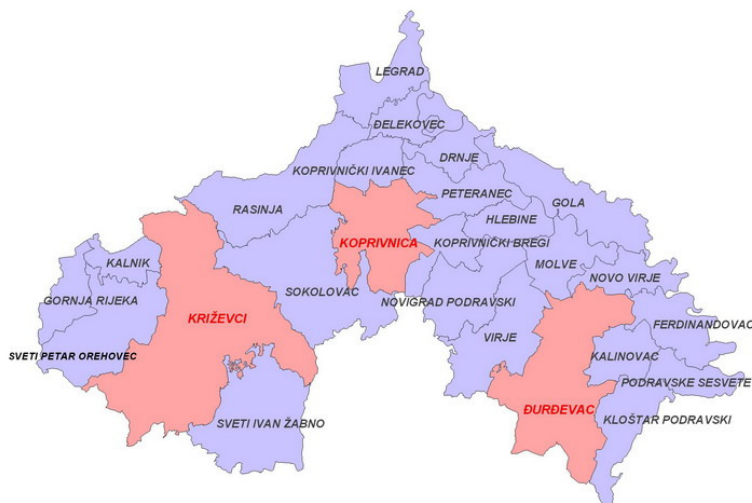 LEGRAD
ĐELEKOVEC
DRNJE
KOPRIVNIČKI IVANEC
PETERANEC
GOLA
RASINJA
HLEBINE
KOPRIVNICA
KOPRIVNIČKI BREGI
KALNIK
MOLVE
NOVO VIRJE
GORNJA RIJEKA
SOKOLOVAC
NOVIGRAD PODRAVSKI
KRIŽEVCI
FERDINANDOVAC
VIRJE
SVETI PETAR OREHOVEC
KALINOVAC
PODRAVSKE SESVETE
ĐURĐEVAC
KLOŠTAR PODRAVSKI
SVETI IVAN ŽABNO